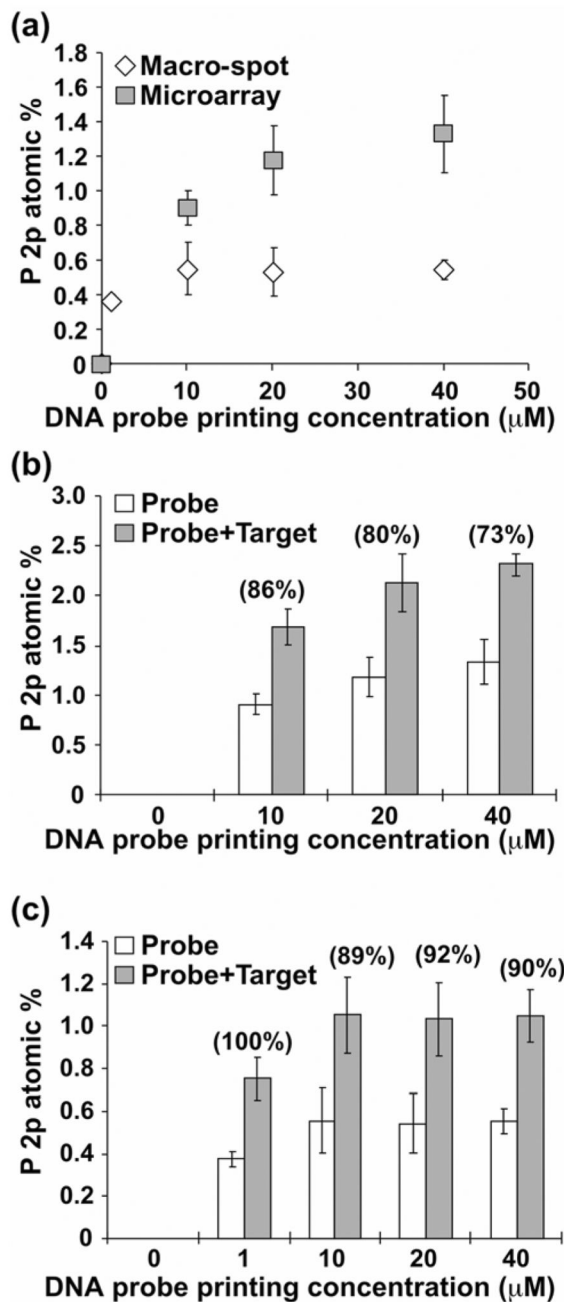 (a)
Macro-spot
Microarray
P 2p atomic %
1.8
1.6
1.4
1.2
1.0
0.8
0.6
0.4
0.2
0
0 10 20 30 40 50
DNA probe printing concentration (μM)
(b)
Probe
Probe+Target
P 2p atomic %
3.0
2.5
2.0
1.5
1.0
0.5
0
(86%)
(80%)
(73%)
0 10 20 40
DNA probe printing concentration (μM)
(c)
Probe
Probe+Target
P 2p atomic %
1.4
1.2
1.0
0.8
0.6
0.4
0.2
0
(100%)
(89%)
(92%)
(90%)
0 1 10 20 40
DNA probe printing concentration (μM)